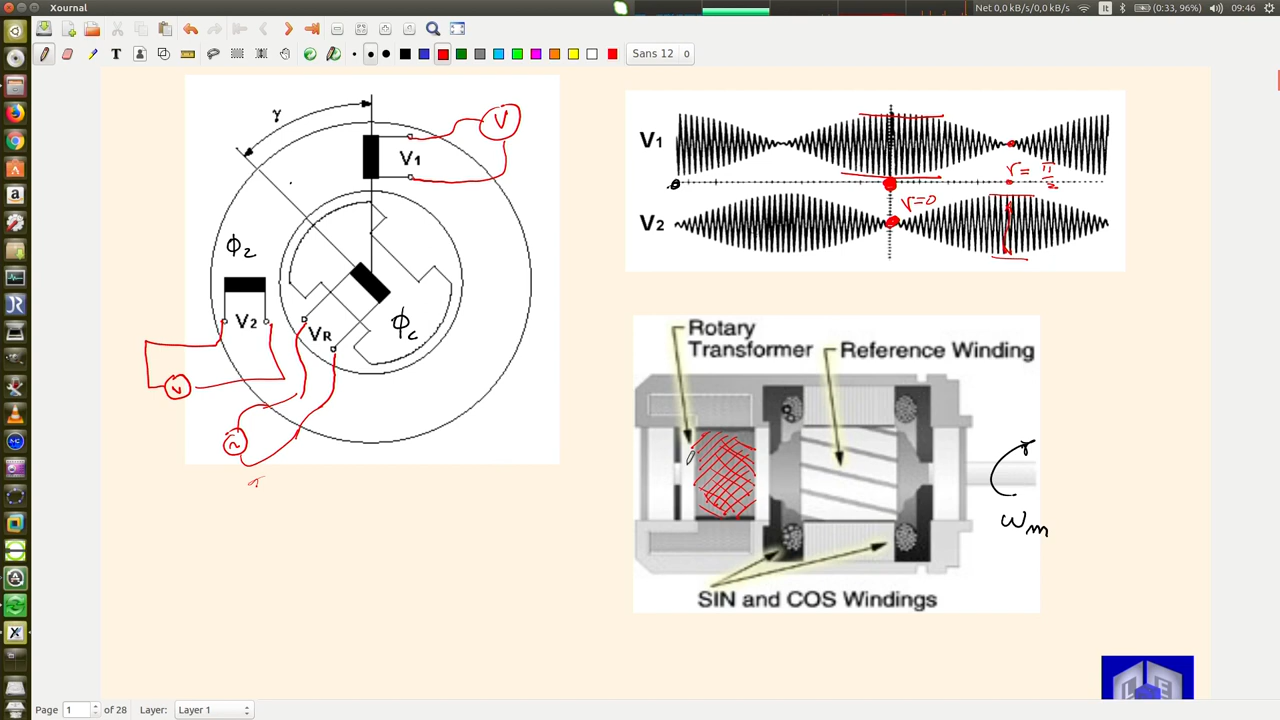 Xournal
Net 0,0 kB/s/0,0 kB/s
It
(0:33, 96%)
09:46
T
Sans 12
0
γ
V
V1
Φ2
V2
VR
Φc
V
~
V1
γ = π/2
γ=0
V2
Rotary
Transformer
Reference Winding
ωm
SIN and COS Windings
Page
1
of 28
Layer:
Layer 1